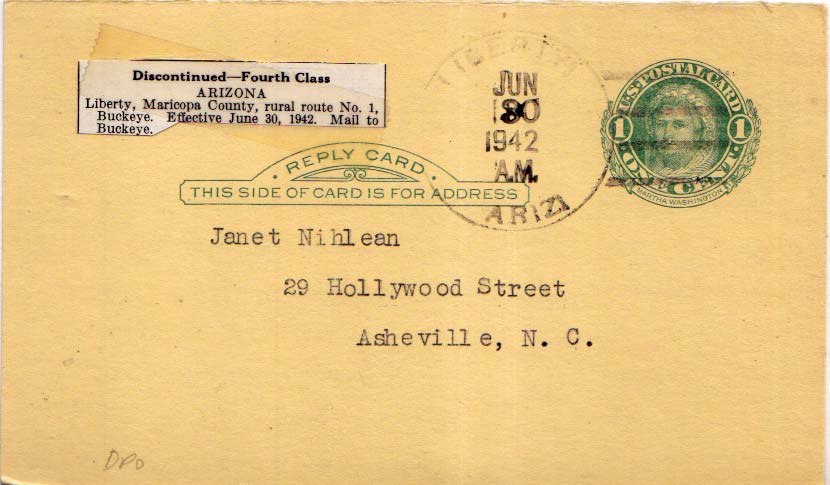 Discontinued—Fourth Class
ARIZONA
Liberty, Maricopa County, rural route No. 1,
Buckeye. Effective June 30, 1942. Mail to
Buckeye.
LIBERTY
JUN
30
1942
A.M.
ARIZ
U.S. POSTAL CARD
1 1
ONE CENT
MARTHA WASHINGTON
REPLY CARD
THIS SIDE OF CARD IS FOR ADDRESS
Janet Nihlean
29 Hollywood Street
Asheville, N. C.
DPO